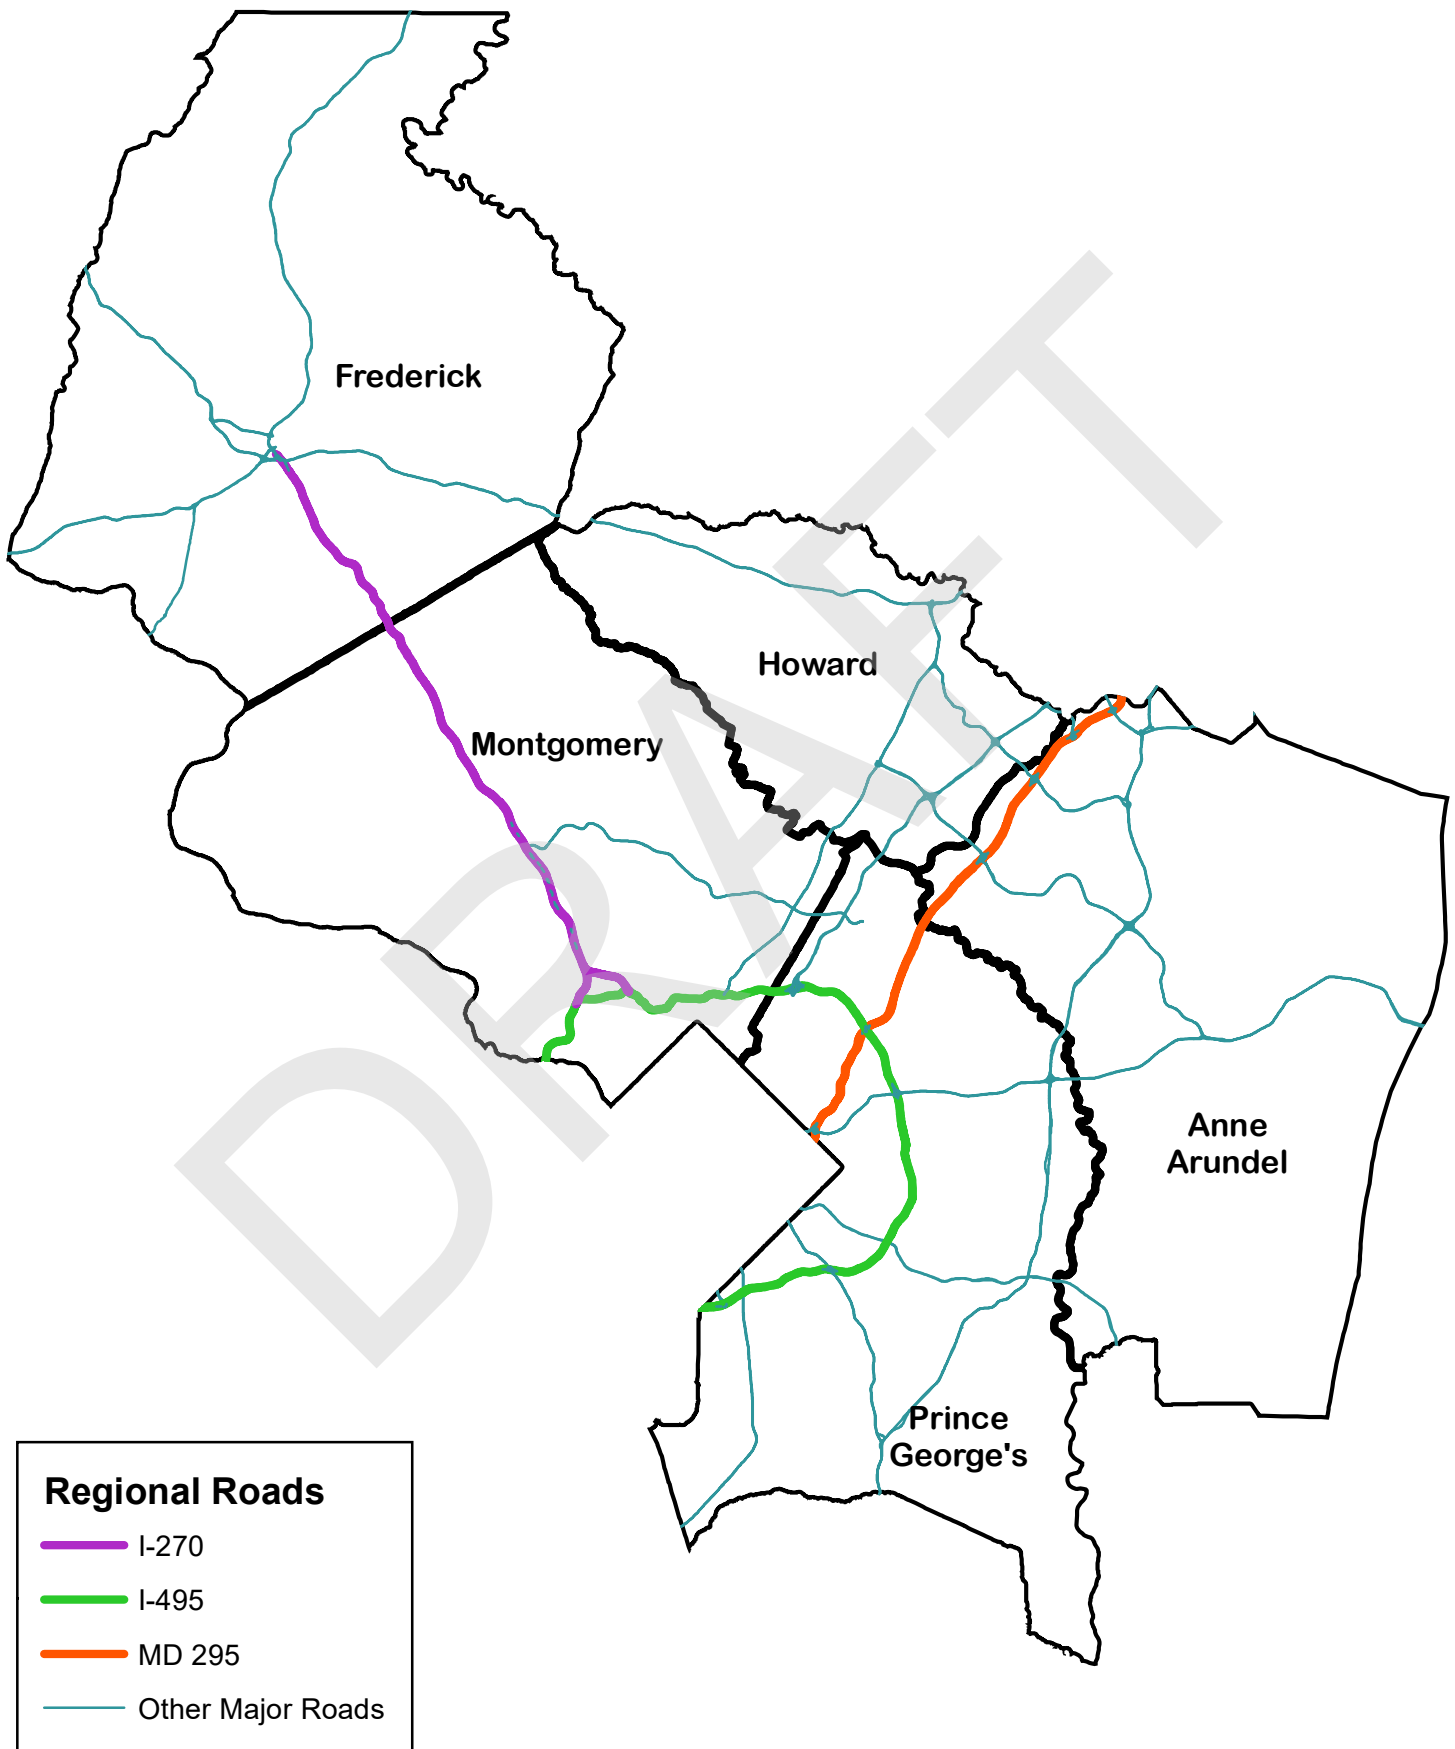 Frederick
Howard
Montgomery
Anne
Arundel
Prince
George's
DRAFT
Regional Roads
I-270
I-495
MD 295
Other Major Roads